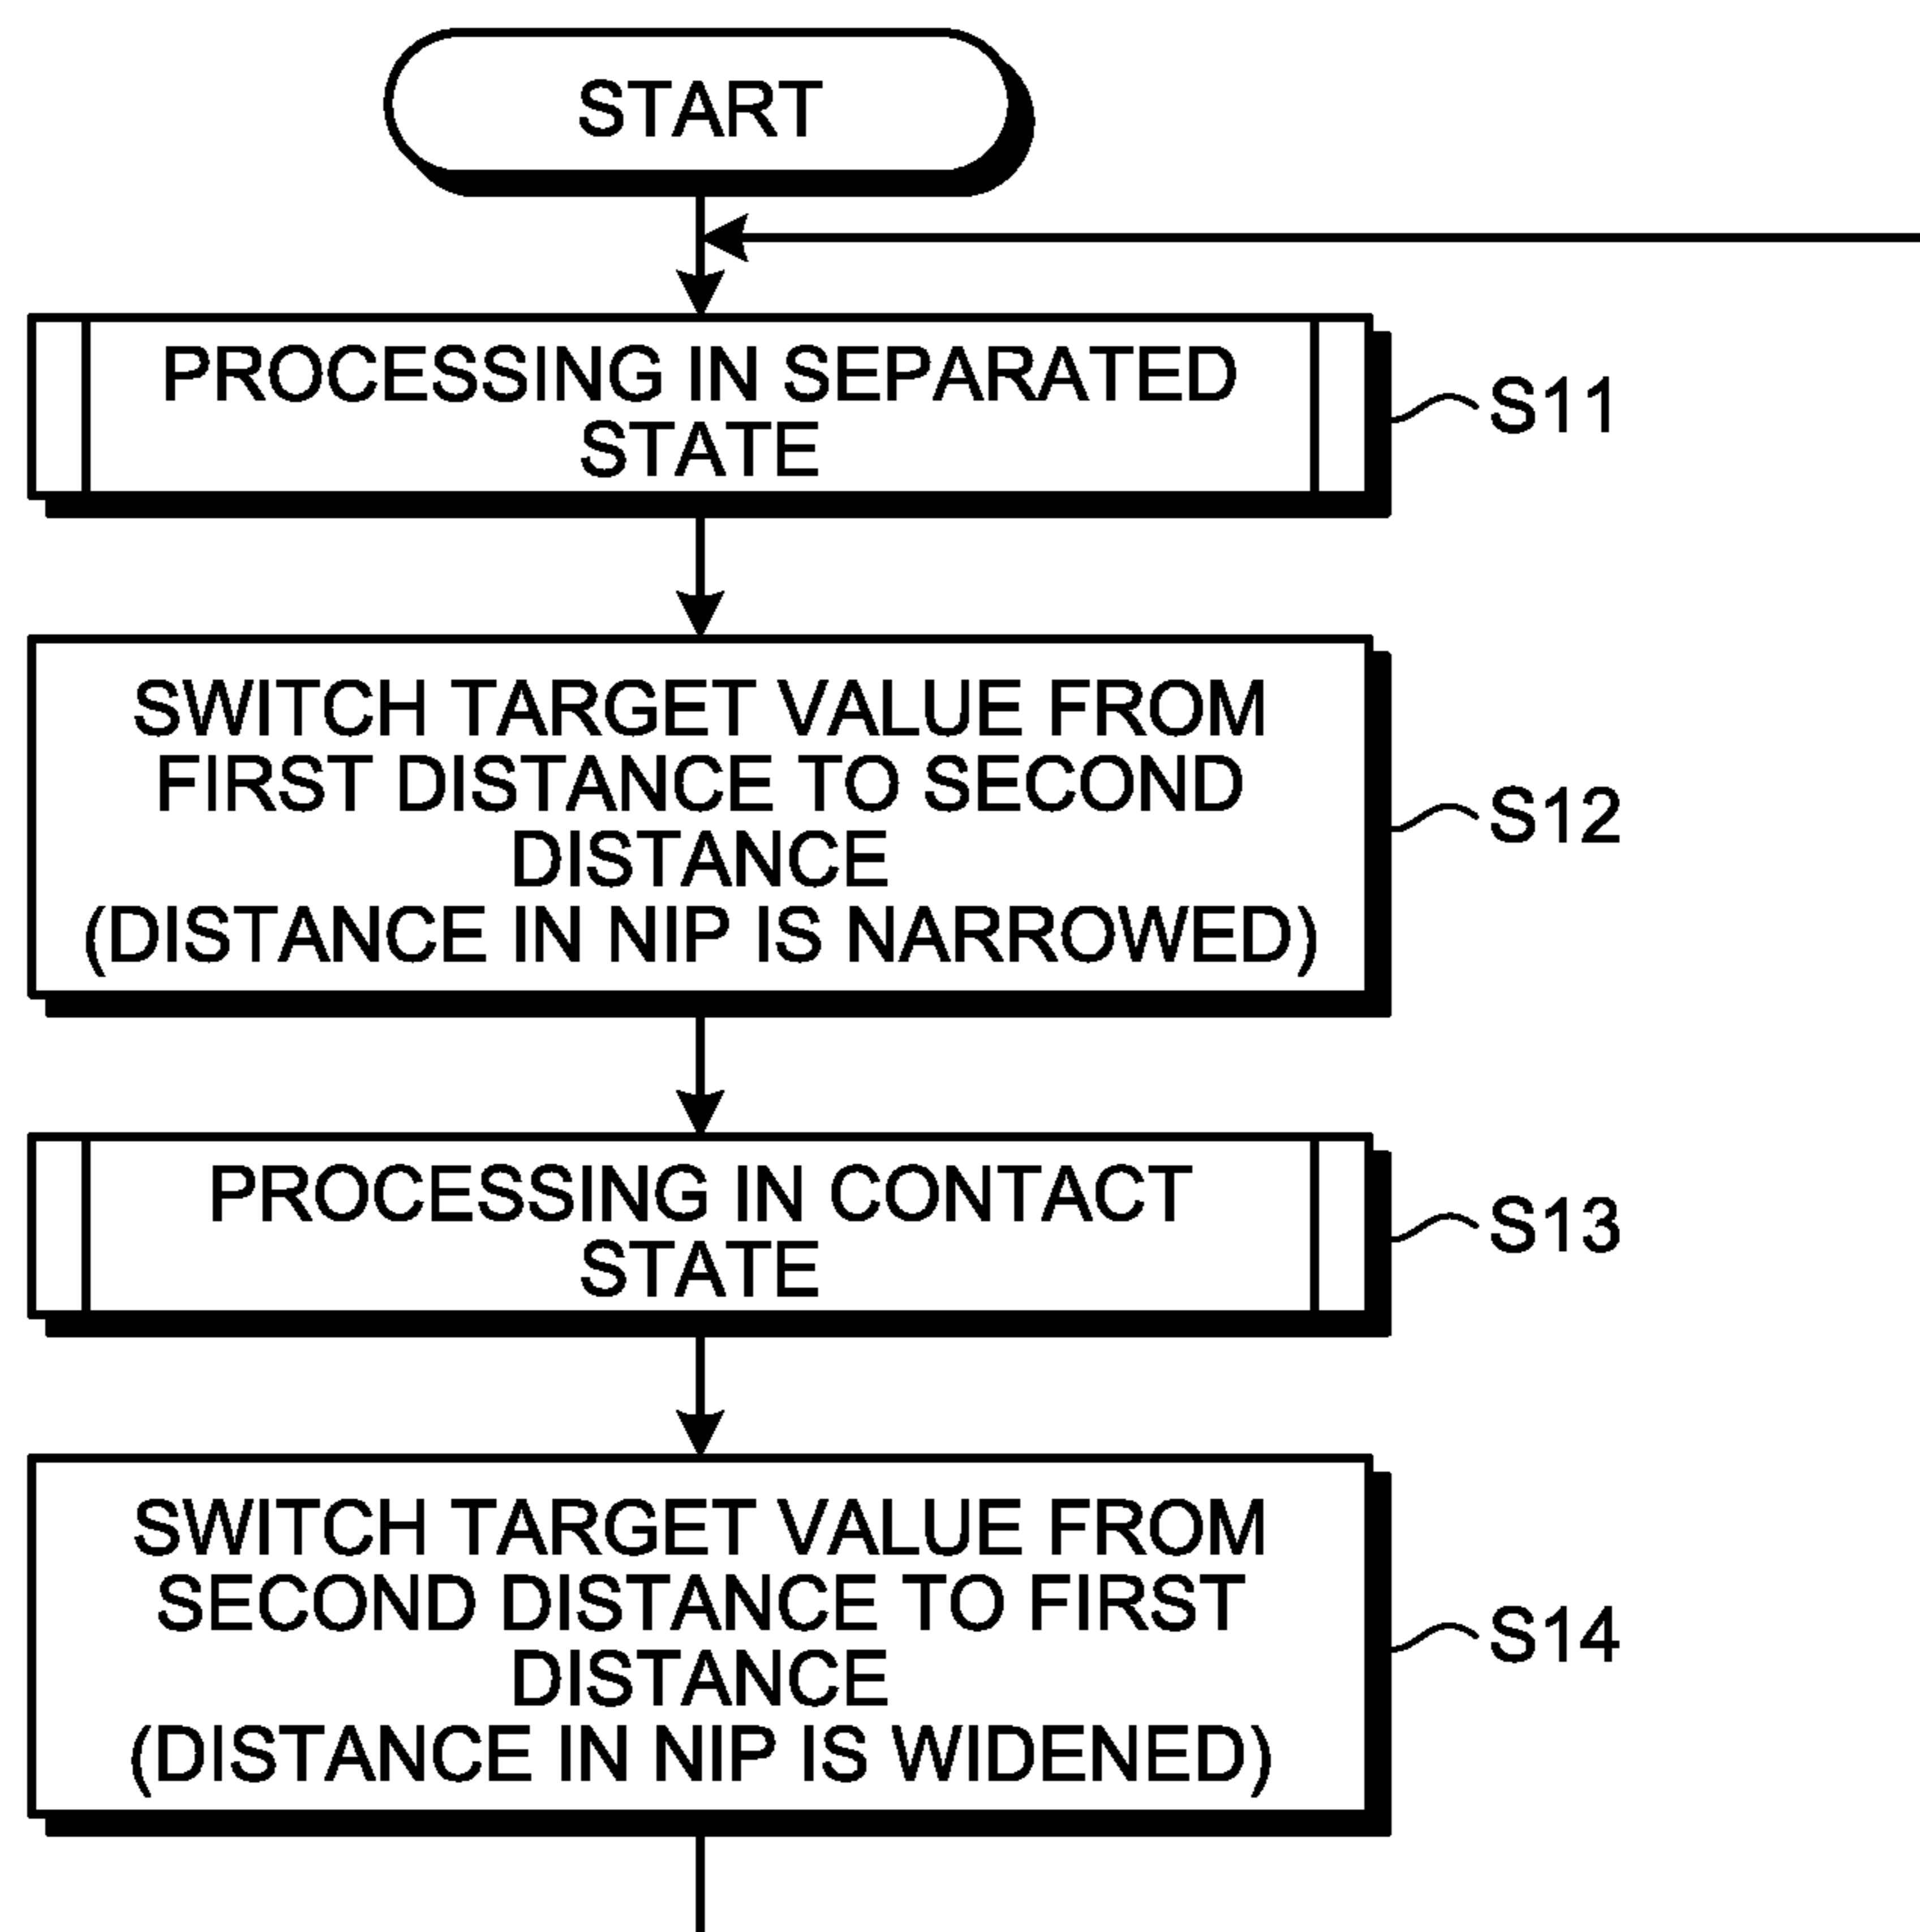 START
PROCESSING IN SEPARATED
STATE
S11
SWITCH TARGET VALUE FROM
FIRST DISTANCE TO SECOND
DISTANCE
(DISTANCE IN NIP IS NARROWED)
S12
PROCESSING IN CONTACT
STATE
S13
SWITCH TARGET VALUE FROM
SECOND DISTANCE TO FIRST
DISTANCE
(DISTANCE IN NIP IS WIDENED)
S14